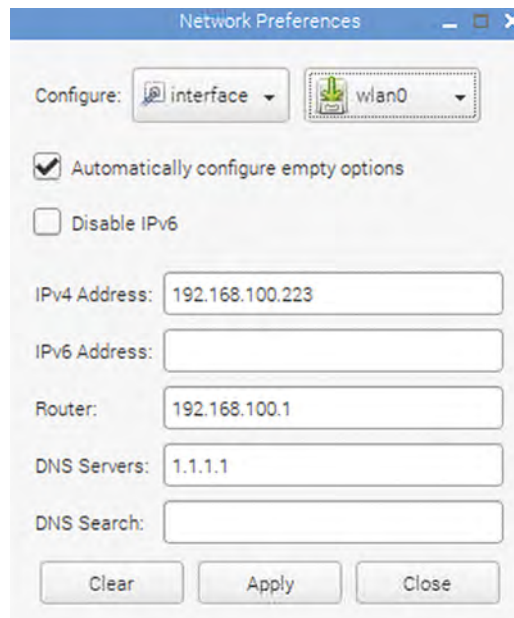 Network Preferences
Configure: interface wlan0
Automatically configure empty options
Disable IPv6
IPv4 Address: 192.168.100.223
IPv6 Address:
Router: 192.168.100.1
DNS Servers: 1.1.1.1
DNS Search:
Clear Apply Close